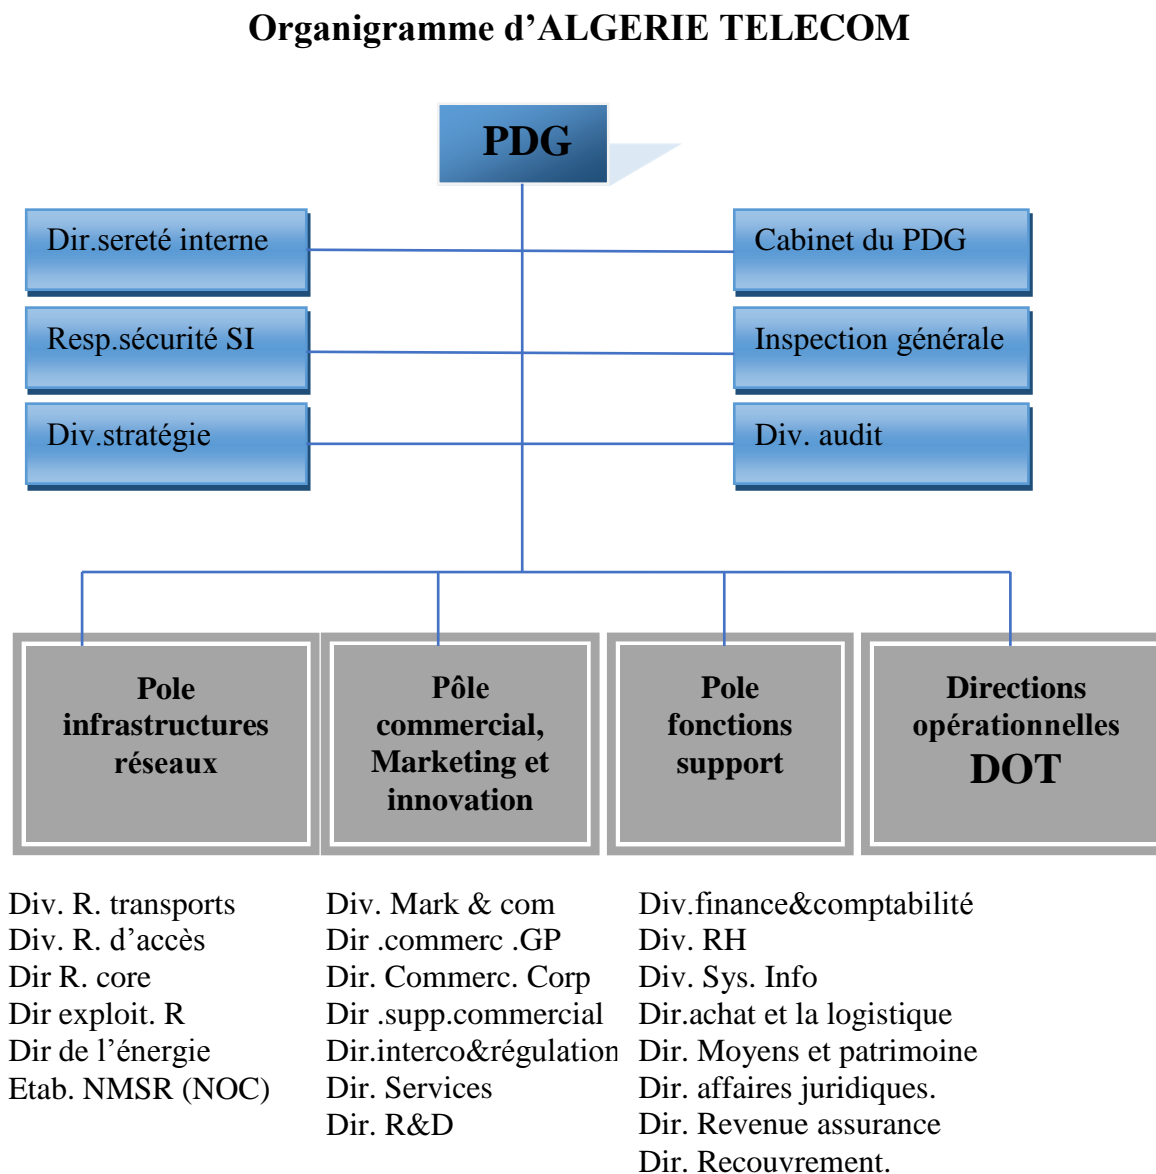 Organigramme d’ALGERIE TELECOM
PDG
Dir.sereté interne
Cabinet du PDG
Resp.sécurité SI
Inspection générale
Div.stratégie
Div. audit
Pole
infrastructures
réseaux
Pôle
commercial,
Marketing et
innovation
Pole
fonctions
support
Directions
opérationnelles
DOT
Div. R. transports
Div. R. d’accès
Dir R. core
Dir exploit. R
Dir de l’énergie
Etab. NMSR (NOC)
Div. Mark & com
Dir .commerc .GP
Dir. Commerc. Corp
Dir .supp.commercial
Dir.interco&régulation
Dir. Services
Dir. R&D
Div.finance&comptabilité
Div. RH
Div. Sys. Info
Dir.achat et la logistique
Dir. Moyens et patrimoine
Dir. affaires juridiques.
Dir. Revenue assurance
Dir. Recouvrement.